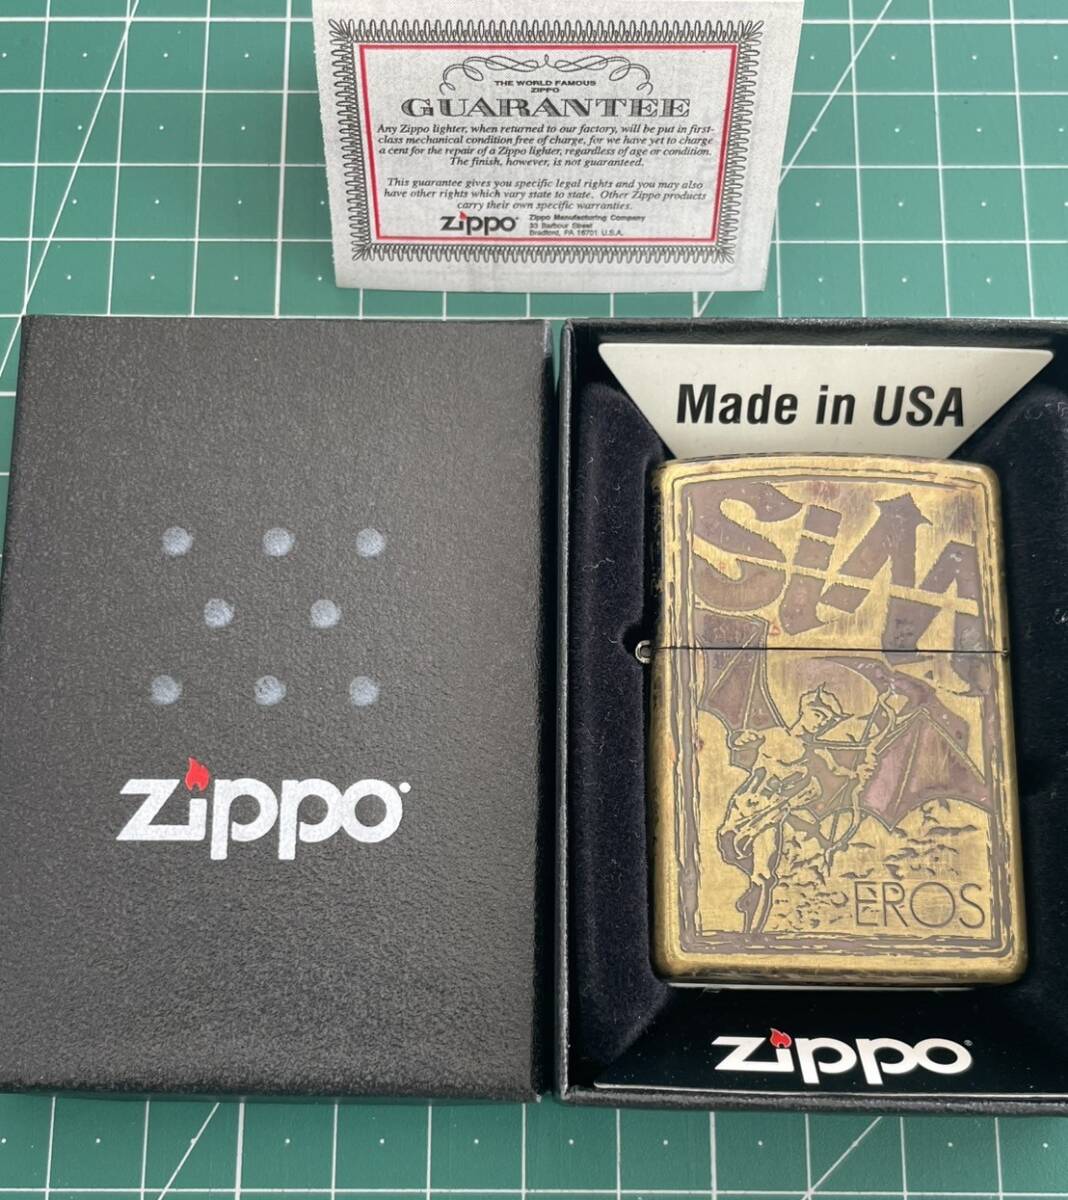 THE WORLD FAMOUS
ZIPPO
GUARANTEE
Any Zippo lighter, when returned to our factory, will be put in first-
class mechanical condition free of charge, for we have yet to charge
a cent for the repair of a Zippo lighter, regardless of age or condition.
The finish, however, is not guaranteed.
This guarantee gives you specific legal rights and you may also
have other rights which vary state to state. Other Zippo products
carry their own specific warranties.
zippo
Zippo Manufacturing Company
33 Barbour Street
Bradford, PA 16701 U.S.A.
zippo
Made in USA
EROS
zippo